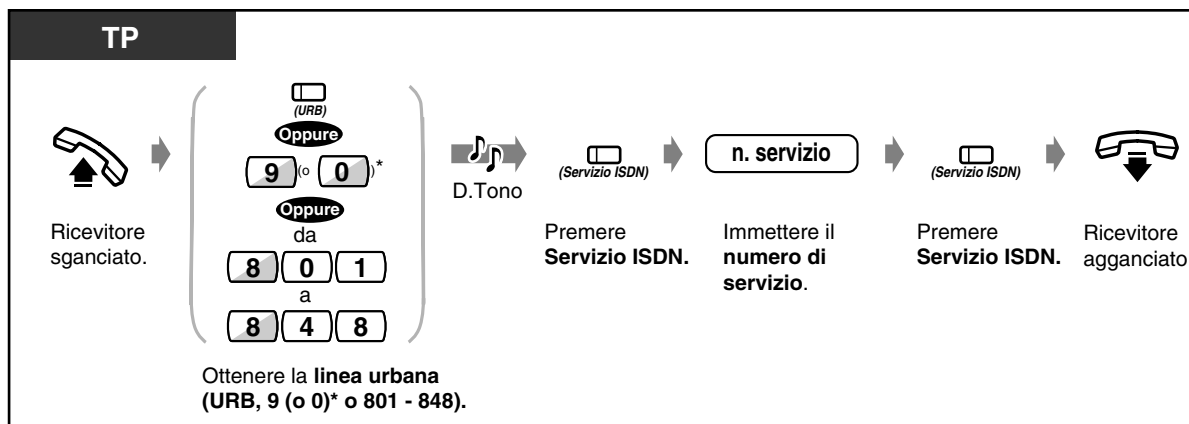 TP
(URB)
Oppure
9 (o 0)*
Oppure
da
8 0 1
a
8 4 8
Ottenere la linea urbana
(URB, 9 (o 0)* o 801 - 848).
Ricevitore
sganciato.
D.Tono
(Servizio ISDN)
Premere
Servizio ISDN.
n. servizio
Immettere il
numero di
servizio.
(Servizio ISDN)
Premere
Servizio ISDN.
Ricevitore
agganciato